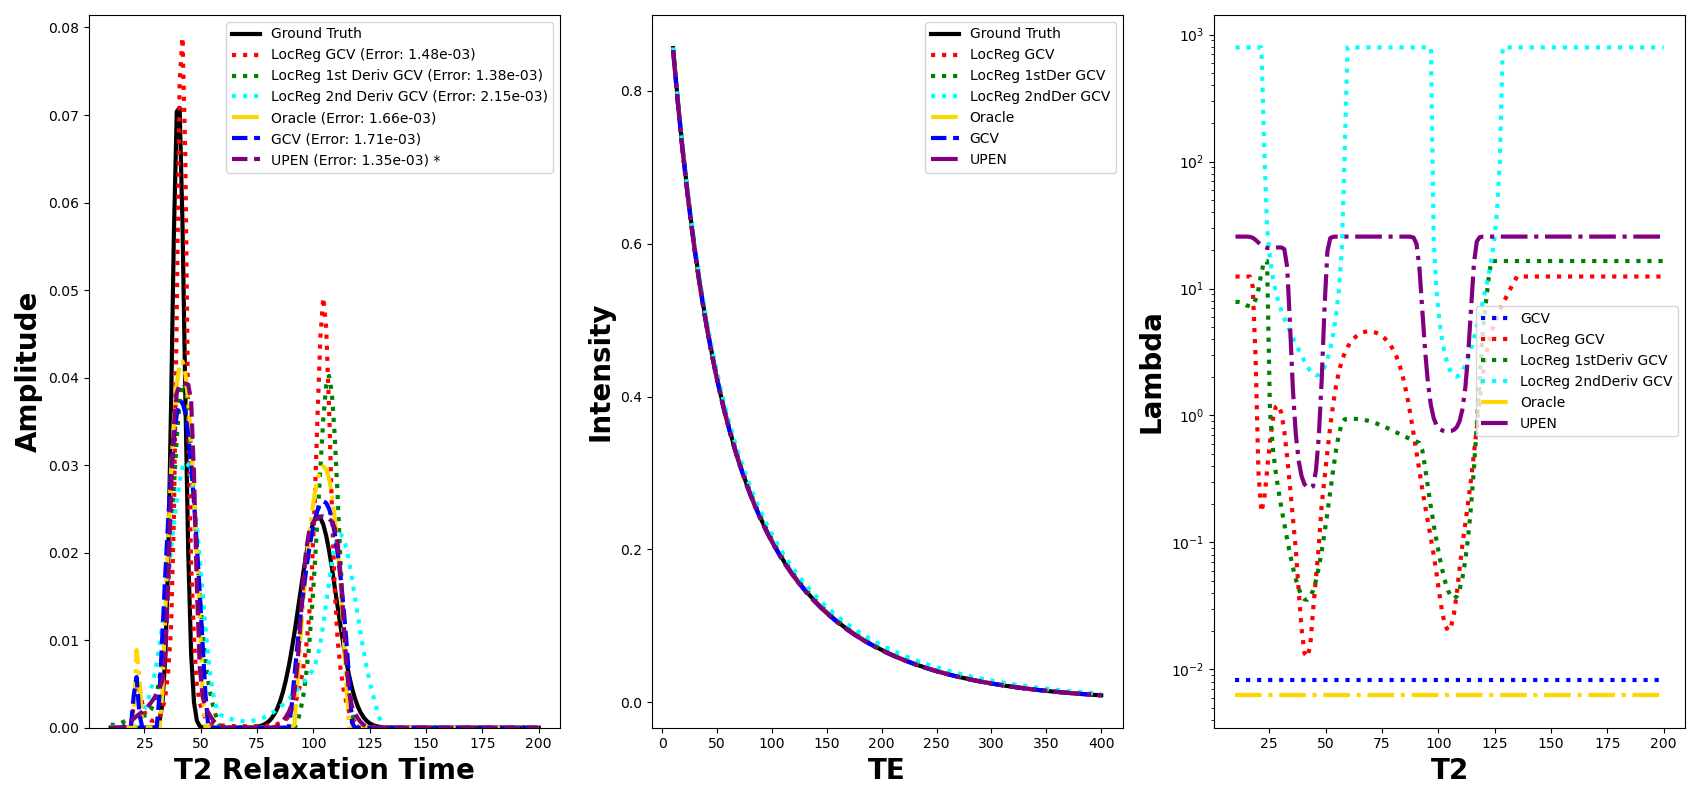 0.08
0.07
0.06
0.05
0.04
0.03
0.02
0.01
0.00
Amplitude
25 50 75 100 125 150 175 200
T2 Relaxation Time
Ground Truth
LocReg GCV (Error: 1.48e-03)
LocReg 1st Deriv GCV (Error: 1.38e-03)
LocReg 2nd Deriv GCV (Error: 2.15e-03)
Oracle (Error: 1.66e-03)
GCV (Error: 1.71e-03)
UPEN (Error: 1.35e-03) *
0.8
0.6
0.4
0.2
0.0
Intensity
0 50 100 150 200 250 300 350 400
TE
Ground Truth
LocReg GCV
LocReg 1stDer GCV
LocReg 2ndDer GCV
Oracle
GCV
UPEN
10³
10²
10¹
10⁰
10⁻¹
10⁻²
Lambda
25 50 75 100 125 150 175 200
T2
GCV
LocReg GCV
LocReg 1stDeriv GCV
LocReg 2ndDeriv GCV
Oracle
UPEN